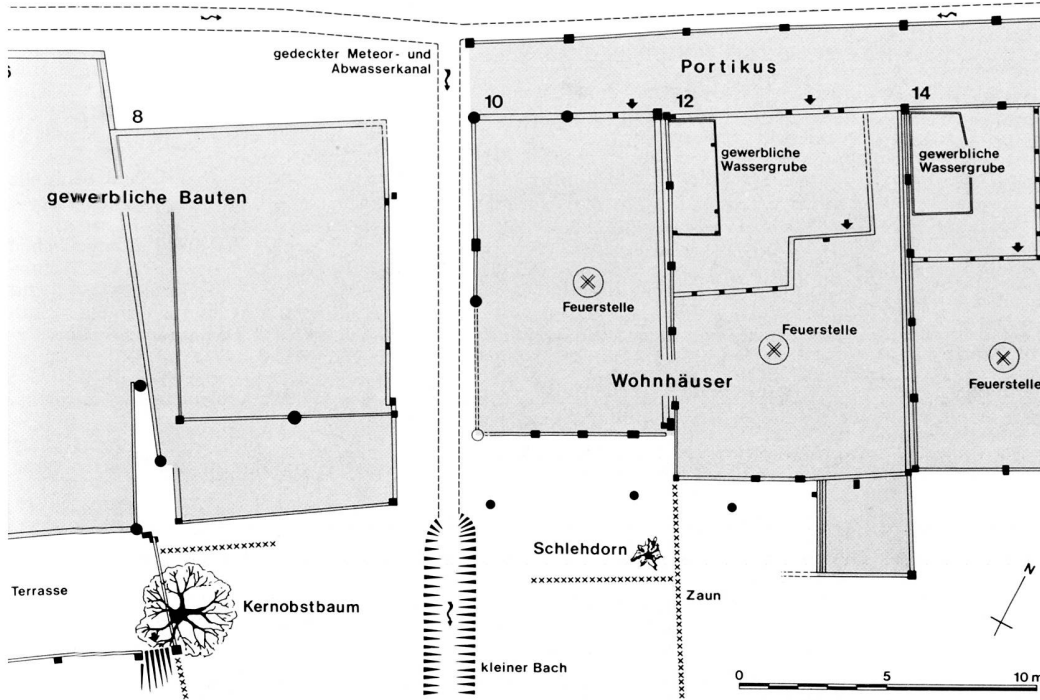 gedeckter Meteor- und
Abwasserkanal
Portikus
8
10
12
14
gewerbliche
Wassergrube
gewerbliche
Wassergrube
gewerbliche Bauten
Feuerstelle
Feuerstelle
Feuerstelle
Wohnhäuser
Schlehdorn
Terrasse
Kernobstbaum
Zaun
N
kleiner Bach
0 5 10 m